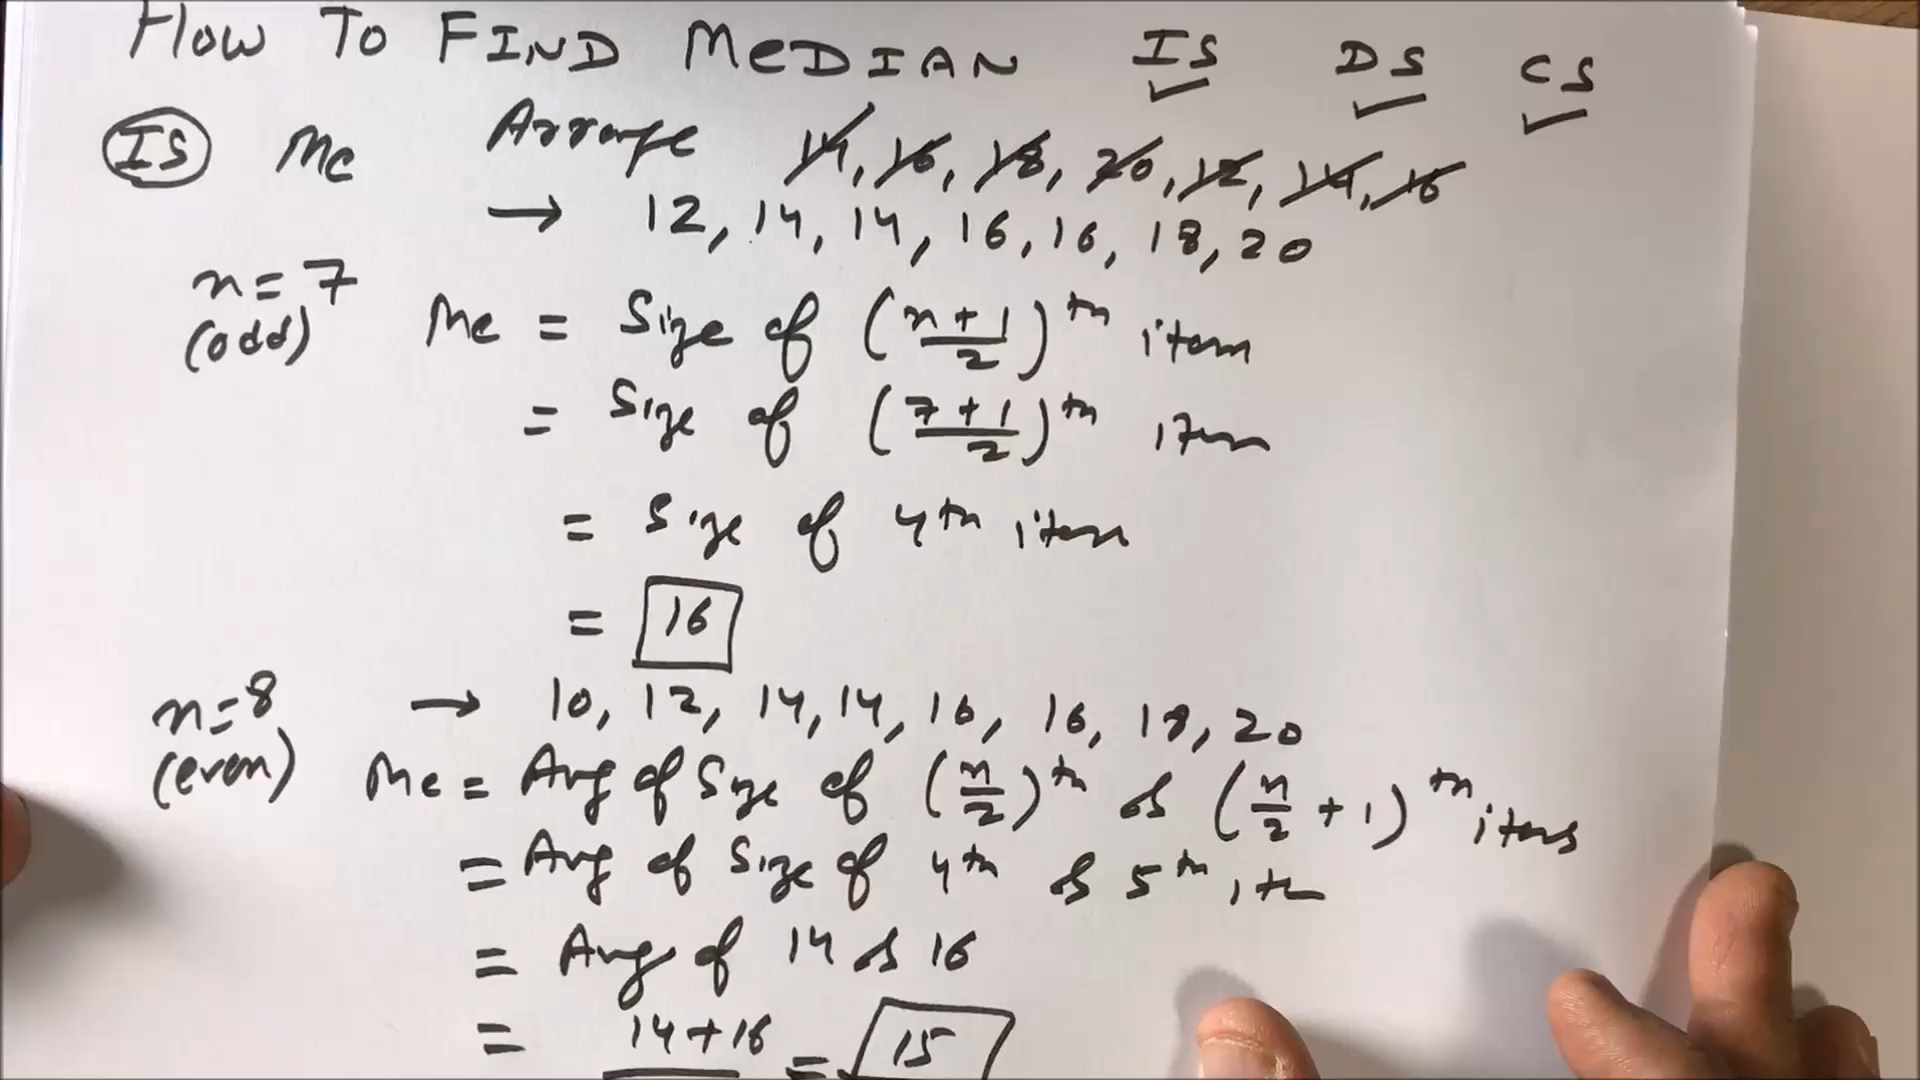 How To FIND MEDIAN IS DS CS
IS Me Arrange 14, 16, 18, 20, 12, 14, 16
→ 12, 14, 14, 16, 16, 18, 20
n = 7
(odd)
Me = Size of (n+1/2)th item
= Size of (7+1/2)th item
= Size of 4th item
= 16
n=8 → 10, 12, 14, 14, 16, 16, 18, 20
(even) Me = Avg of Size of (n/2)th & (n/2 + 1)th items
= Avg of Size of 4th & 5th item
= Avg of 14 & 16
= 14+16 = 15